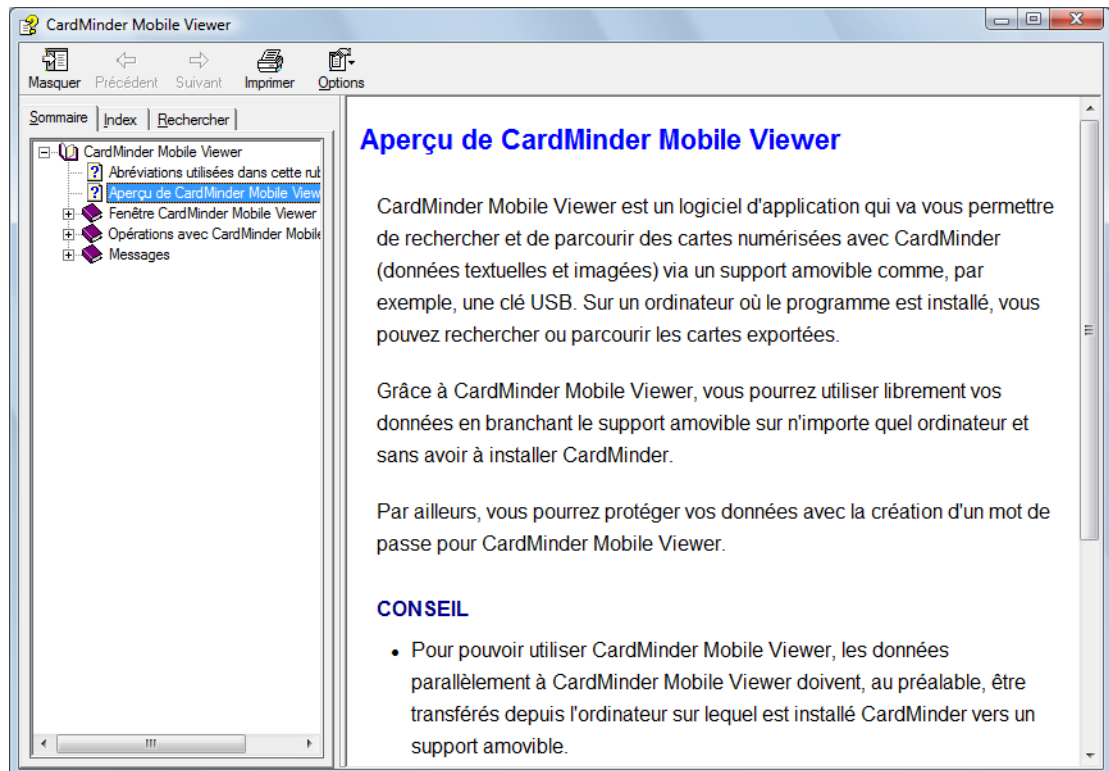 CardMinder Mobile Viewer
Masquer Précédent Suivant Imprimer Options
Sommaire Index Rechercher
CardMinder Mobile Viewer
Abréviations utilisées dans cette
Aperçu de CardMinder Mobile
Fenêtre CardMinder Mobile Viewer
Opérations avec CardMinder
Messages
Aperçu de CardMinder Mobile Viewer
CardMinder Mobile Viewer est un logiciel d'application qui va vous permettre
de rechercher et de parcourir des cartes numérisées avec CardMinder
(données textuelles et imagées) via un support amovible comme, par
exemple, une clé USB. Sur un ordinateur où le programme est installé, vous
pouvez rechercher ou parcourir les cartes exportées.
Grâce à CardMinder Mobile Viewer, vous pourrez utiliser librement vos
données en branchant le support amovible sur n'importe quel ordinateur et
sans avoir à installer CardMinder.
Par ailleurs, vous pourrez protéger vos données avec la création d'un mot de
passe pour CardMinder Mobile Viewer.
CONSEIL
• Pour pouvoir utiliser CardMinder Mobile Viewer, les données
parallèlement à CardMinder Mobile Viewer doivent, au préalable, être
transférés depuis l'ordinateur sur lequel est installé CardMinder vers un
support amovible.